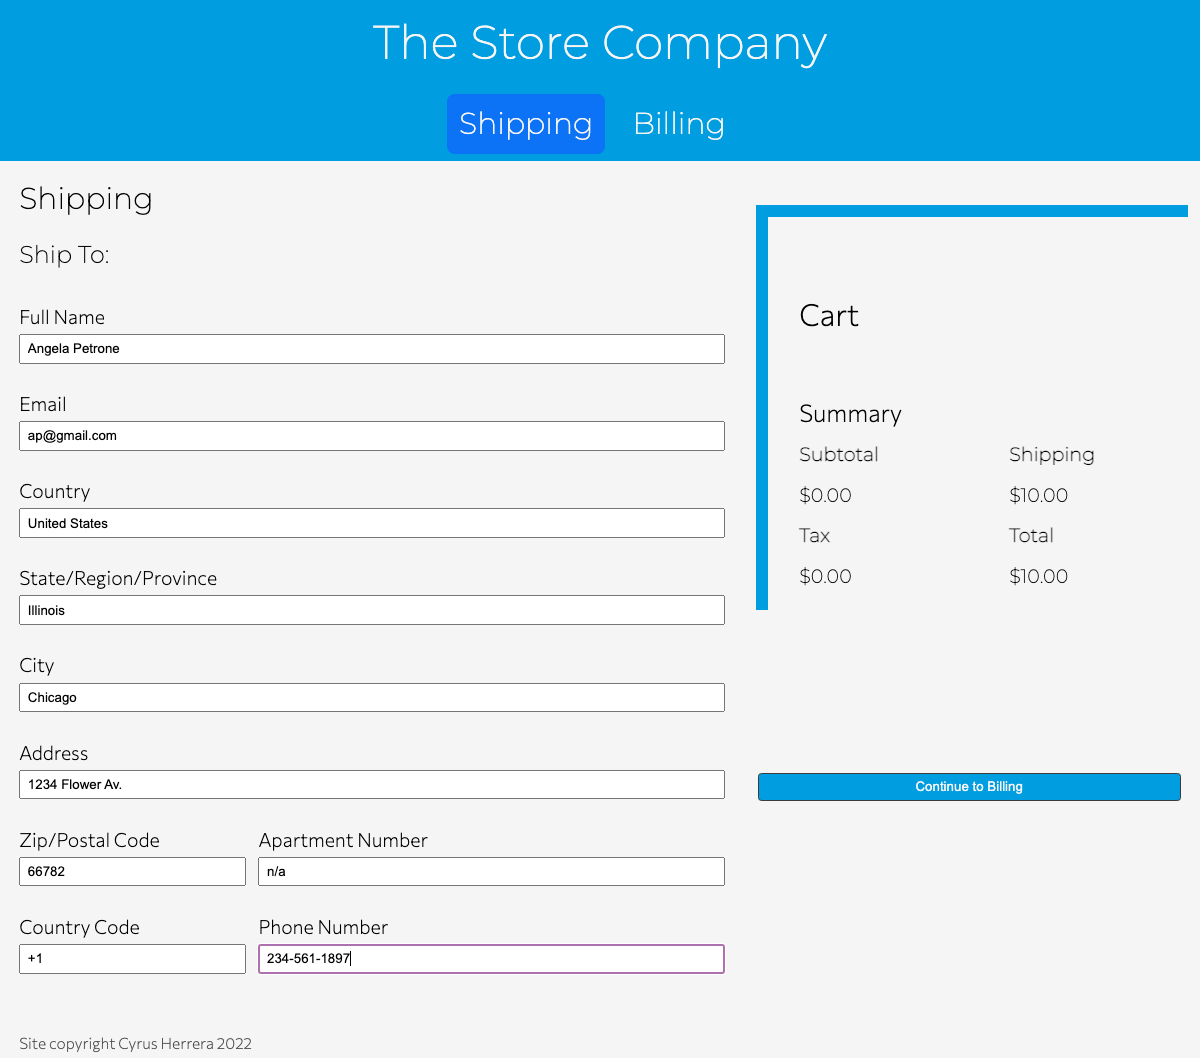 The Store Company
Shipping Billing
Shipping
Ship To:
Full Name
Angela Petrone
Email
ap@gmail.com
Country
United States
State/Region/Province
Illinois
City
Chicago
Address
1234 Flower Av.
Zip/Postal Code Apartment Number
66782 n/a
Country Code Phone Number
+1 234-561-1897
Cart
Summary
Subtotal Shipping
$0.00 $10.00
Tax Total
$0.00 $10.00
Continue to Billing
Site copyright Cyrus Herrera 2022